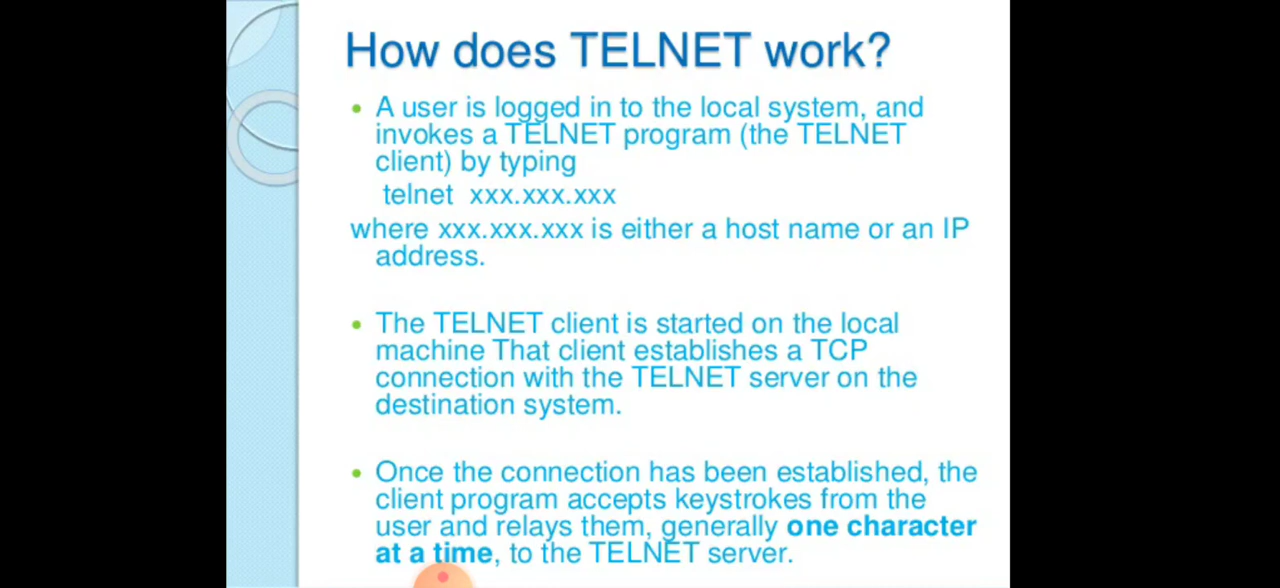 How does TELNET work?
• A user is logged in to the local system, and
invokes a TELNET program (the TELNET
client) by typing
telnet xxx.xxx.xxx
where xxx.xxx.xxx is either a host name or an IP
address.
• The TELNET client is started on the local
machine That client establishes a TCP
connection with the TELNET server on the
destination system.
• Once the connection has been established, the
client program accepts keystrokes from the
user and relays them, generally one character
at a time, to the TELNET server.